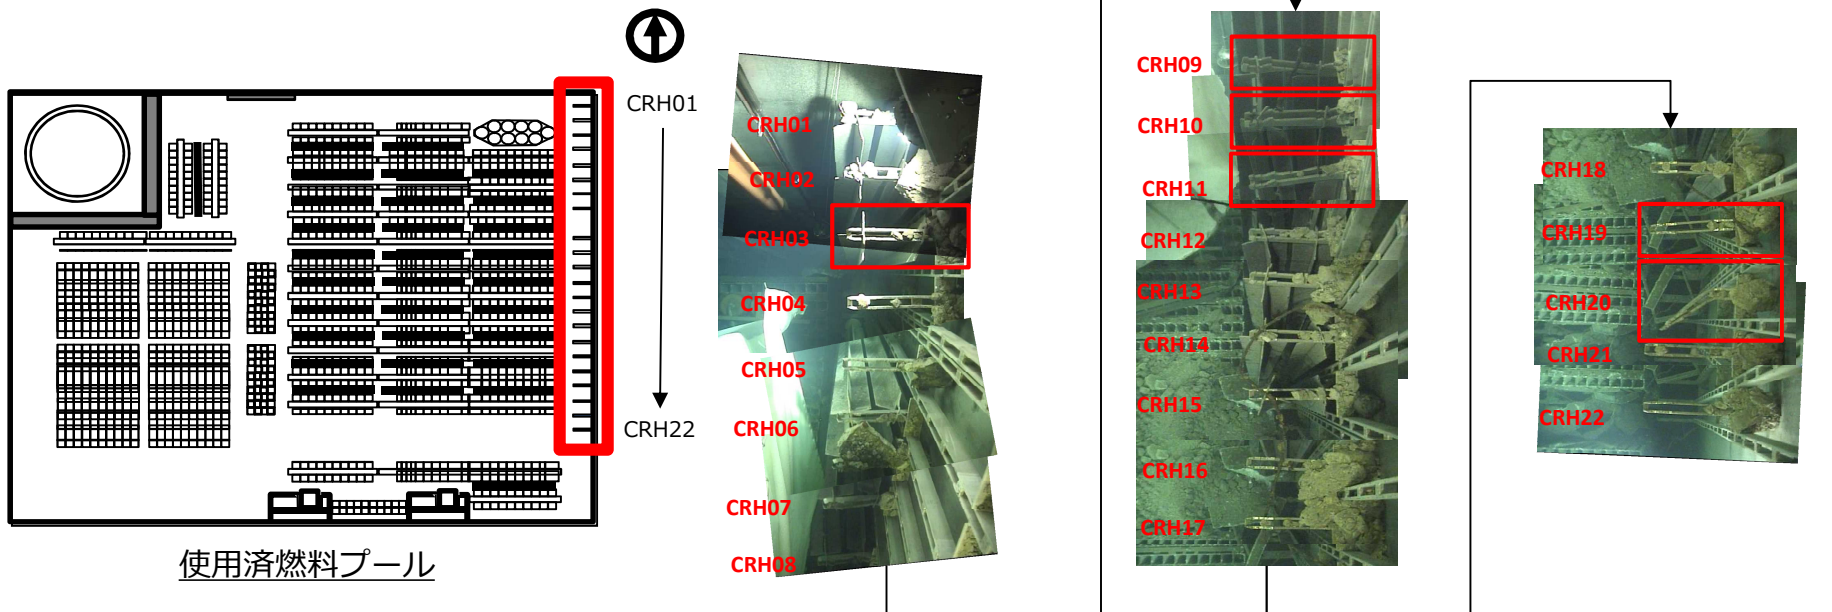 CRH01
CRH22
使用済燃料プール
CRH01
CRH02
CRH03
CRH04
CRH05
CRH06
CRH07
CRH08
CRH09
CRH10
CRH11
CRH12
CRH13
CRH14
CRH15
CRH16
CRH17
CRH18
CRH19
CRH20
CRH21
CRH22